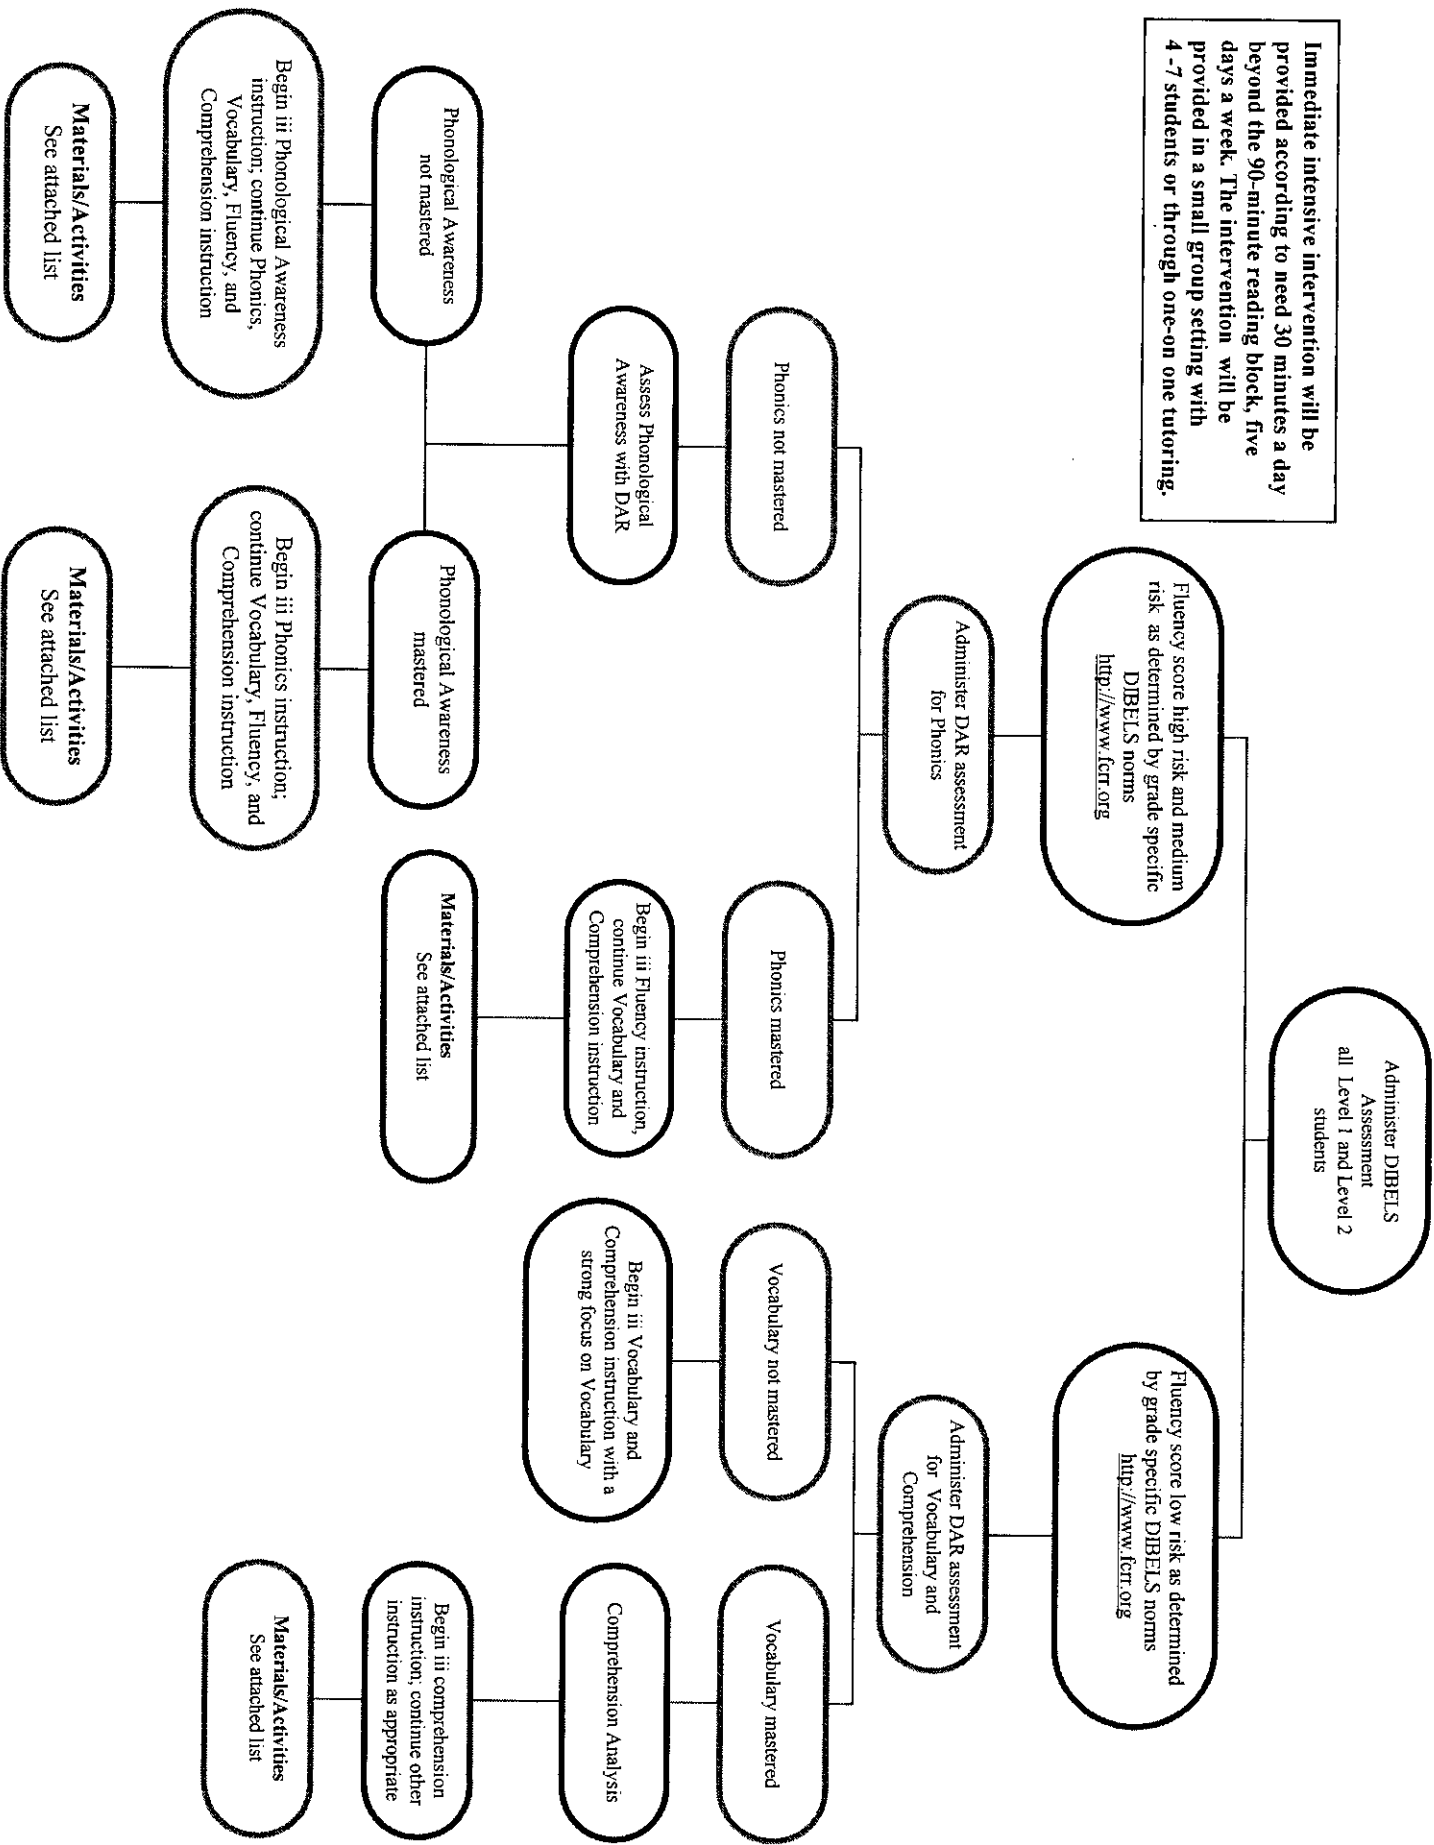 Immediate intensive intervention will be
provided according to need 30 minutes a day
beyond the 90-minute reading block, five
days a week. The intervention will be
provided in a small group setting with
4 -7 students or through one-on one tutoring.
Administer DIBELS
Assessment
all Level 1 and Level 2
students
Fluency score high risk and medium
risk as determined by grade specific
DIBELS norms
http://www.fcrr.org
Fluency score low risk as determined
by grade specific DIBELS norms
http://www.fcrr.org
Administer DAR assessment
for Phonics
Administer DAR assessment
for Vocabulary and
Comprehension
Phonics not mastered
Phonics mastered
Vocabulary not mastered
Vocabulary mastered
Assess Phonological
Awareness with DAR
Begin iii Fluency instruction,
continue Vocabulary and
Comprehension instruction
Begin iii Vocabulary and
Comprehension instruction with a
strong focus on Vocabulary
Comprehension Analysis
Phonological Awareness
not mastered
Phonological Awareness
mastered
Materials/Activities
See attached list
Begin iii comprehension
instruction; continue other
instruction as appropriate
Begin iii Phonological Awareness
instruction; continue Phonics,
Vocabulary, Fluency, and
Comprehension instruction
Begin iii Phonics instruction;
continue Vocabulary, Fluency, and
Comprehension instruction
Materials/Activities
See attached list
Materials/Activities
See attached list
Materials/Activities
See attached list